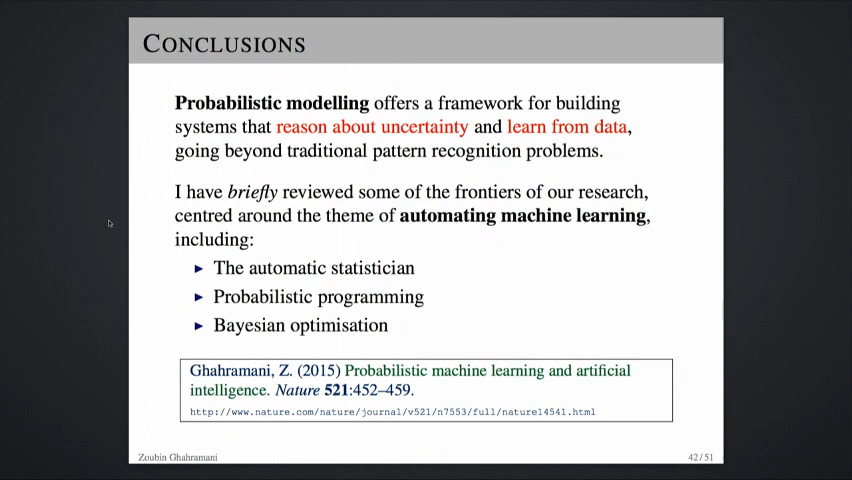 CONCLUSIONS
Probabilistic modelling offers a framework for building
systems that reason about uncertainty and learn from data,
going beyond traditional pattern recognition problems.
I have briefly reviewed some of the frontiers of our research,
centred around the theme of automating machine learning,
including:
► The automatic statistician
► Probabilistic programming
► Bayesian optimisation
Ghahramani, Z. (2015) Probabilistic machine learning and artificial
intelligence. Nature 521:452–459.
http://www.nature.com/nature/journal/v521/n7553/full/nature14541.html
Zoubin Ghahramani
42 / 51